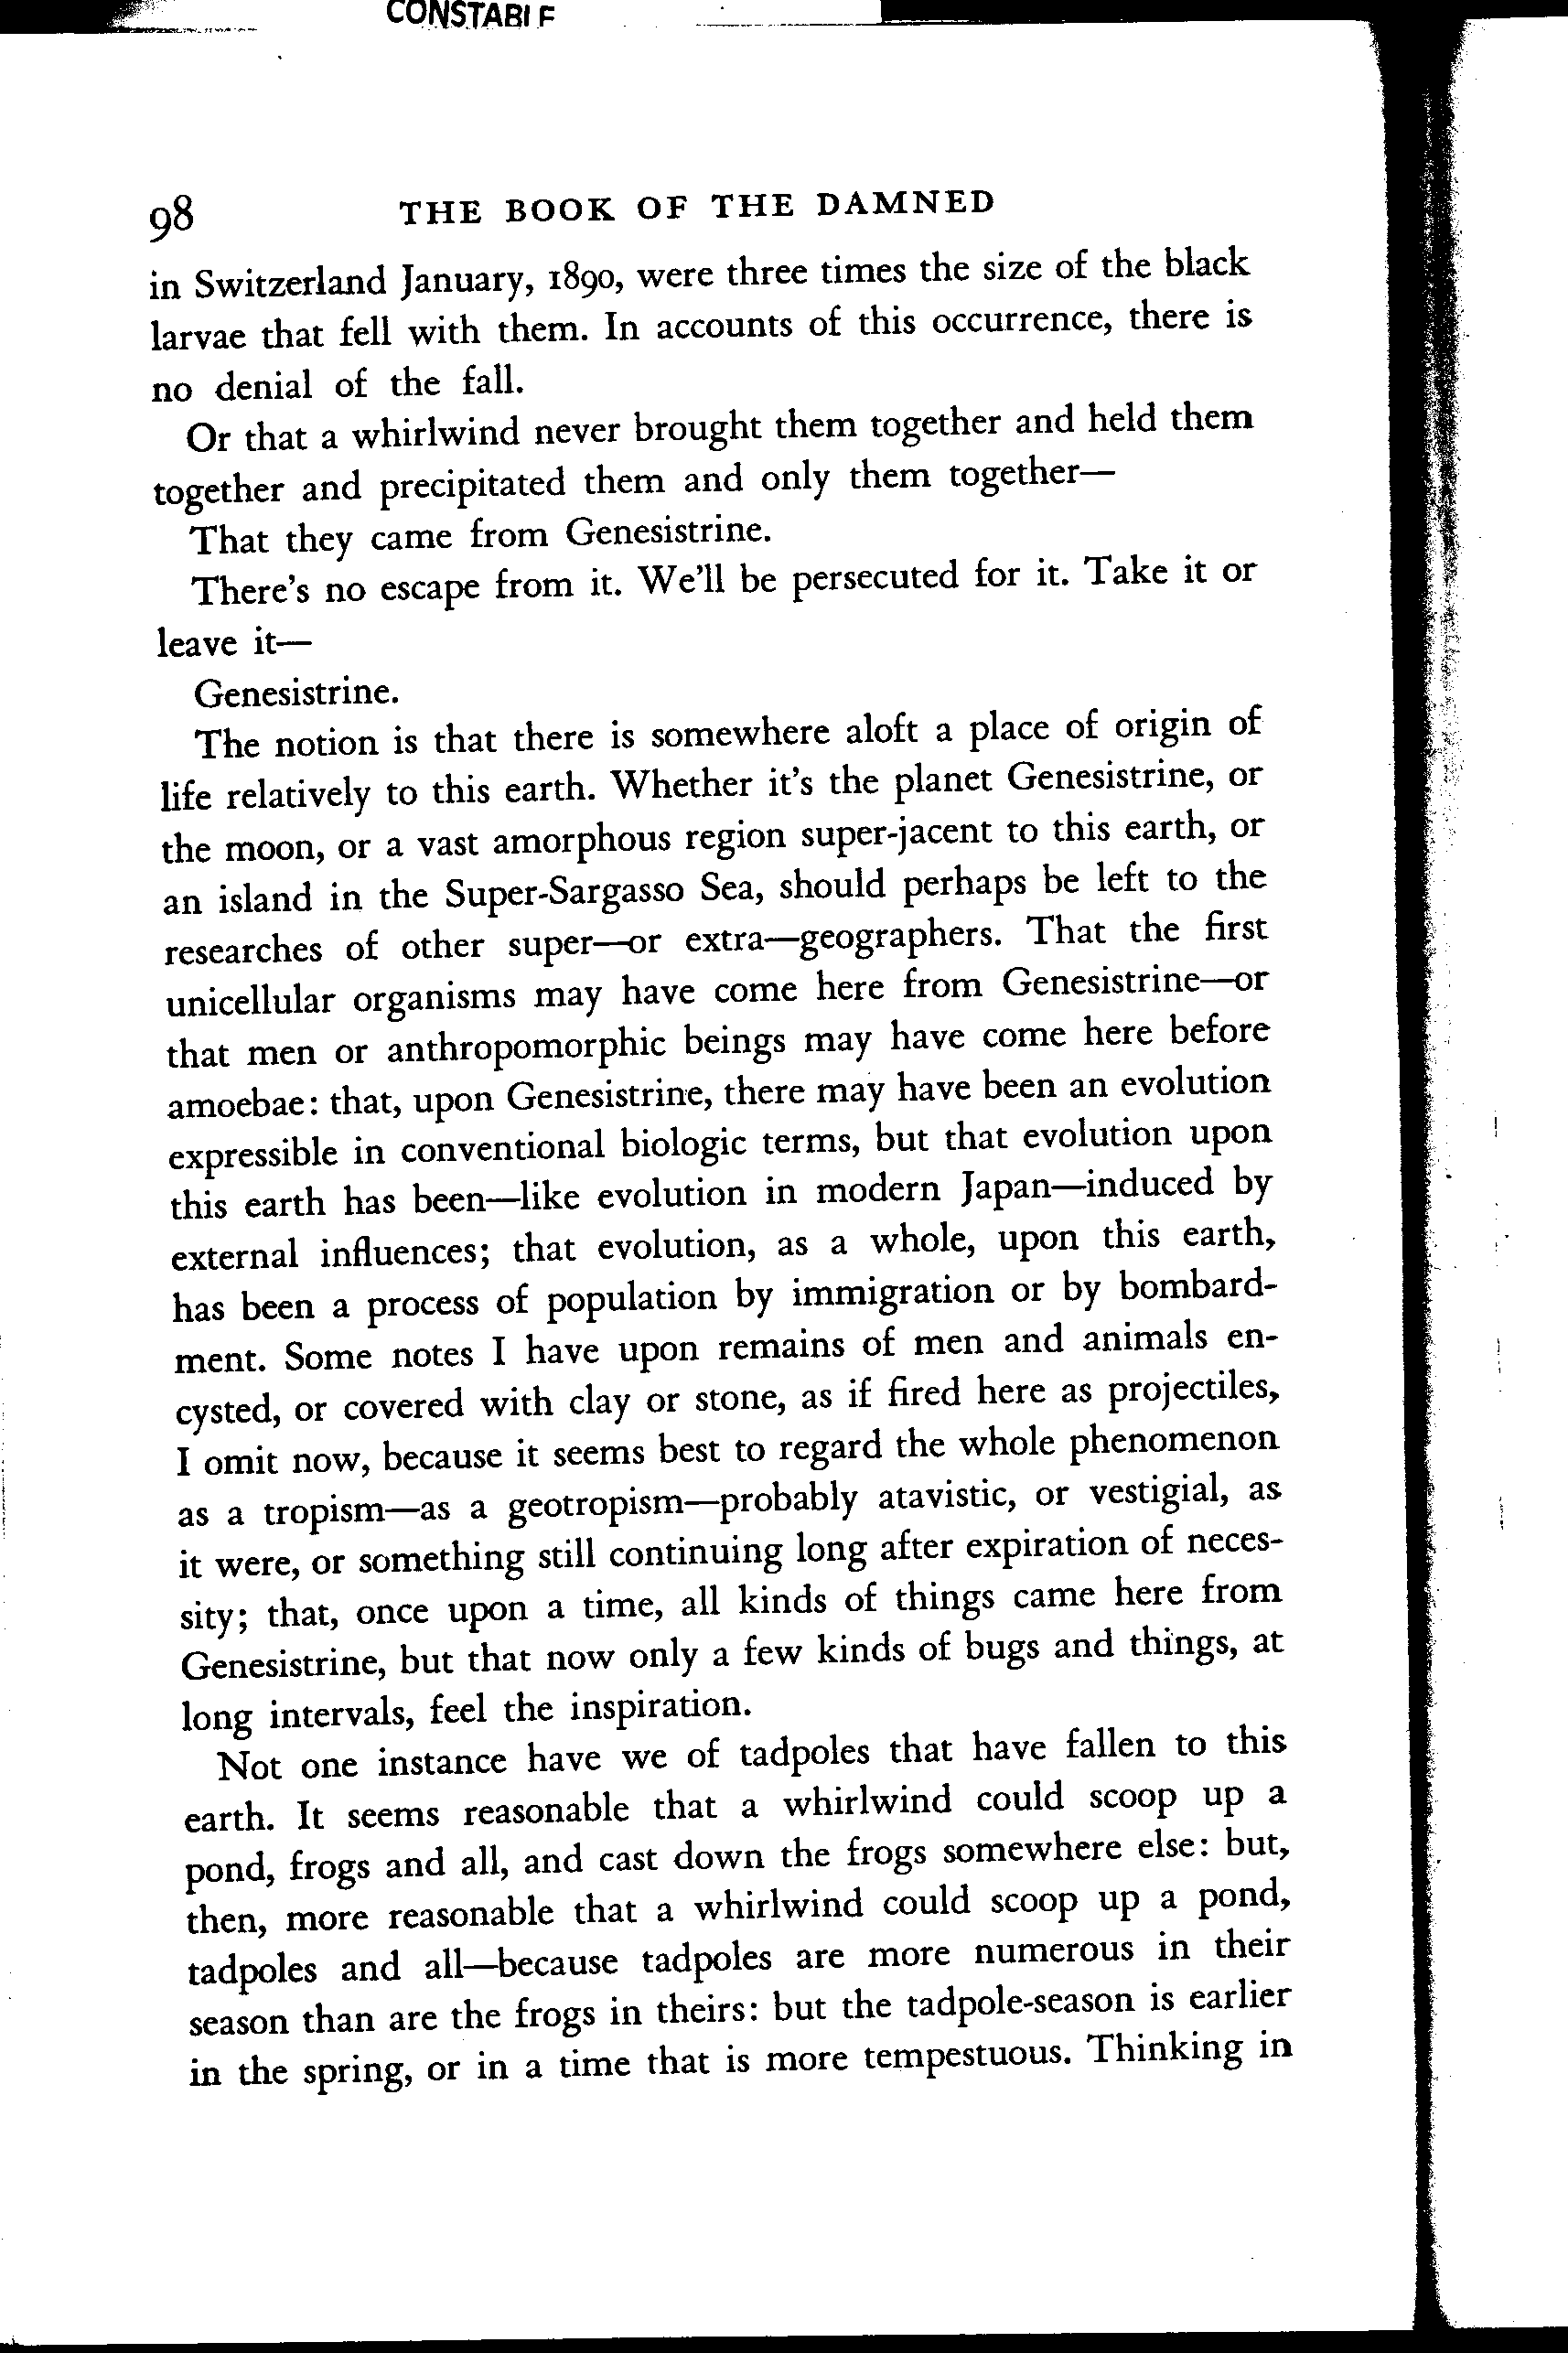 98 THE BOOK OF THE DAMNED
in Switzerland January, 1890, were three times the size of the black
larvae that fell with them. In accounts of this occurrence, there is
no denial of the fall.
Or that a whirlwind never brought them together and held them
together and precipitated them and only them together—
That they came from Genesistrine.
There's no escape from it. We'll be persecuted for it. Take it or
leave it—
Genesistrine.
The notion is that there is somewhere aloft a place of origin of
life relatively to this earth. Whether it's the planet Genesistrine, or
the moon, or a vast amorphous region super-jacent to this earth, or
an island in the Super-Sargasso Sea, should perhaps be left to the
researches of other super—or extra—geographers. That the first
unicellular organisms may have come here from Genesistrine—or
that men or anthropomorphic beings may have come here before
amoebae: that, upon Genesistrine, there may have been an evolution
expressible in conventional biologic terms, but that evolution upon
this earth has been—like evolution in modern Japan—induced by
external influences; that evolution, as a whole, upon this earth,
has been a process of population by immigration or by bombard-
ment. Some notes I have upon remains of men and animals en-
cysted, or covered with clay or stone, as if fired here as projectiles,
I omit now, because it seems best to regard the whole phenomenon
as a tropism—as a geotropism—probably atavistic, or vestigial, as
it were, or something still continuing long after expiration of neces-
sity; that, once upon a time, all kinds of things came here from
Genesistrine, but that now only a few kinds of bugs and things, at
long intervals, feel the inspiration.
Not one instance have we of tadpoles that have fallen to this
earth. It seems reasonable that a whirlwind could scoop up a
pond, frogs and all, and cast down the frogs somewhere else: but,
then, more reasonable that a whirlwind could scoop up a pond,
tadpoles and all—because tadpoles are more numerous in their
season than are the frogs in theirs: but the tadpole-season is earlier
in the spring, or in a time that is more tempestuous. Thinking in